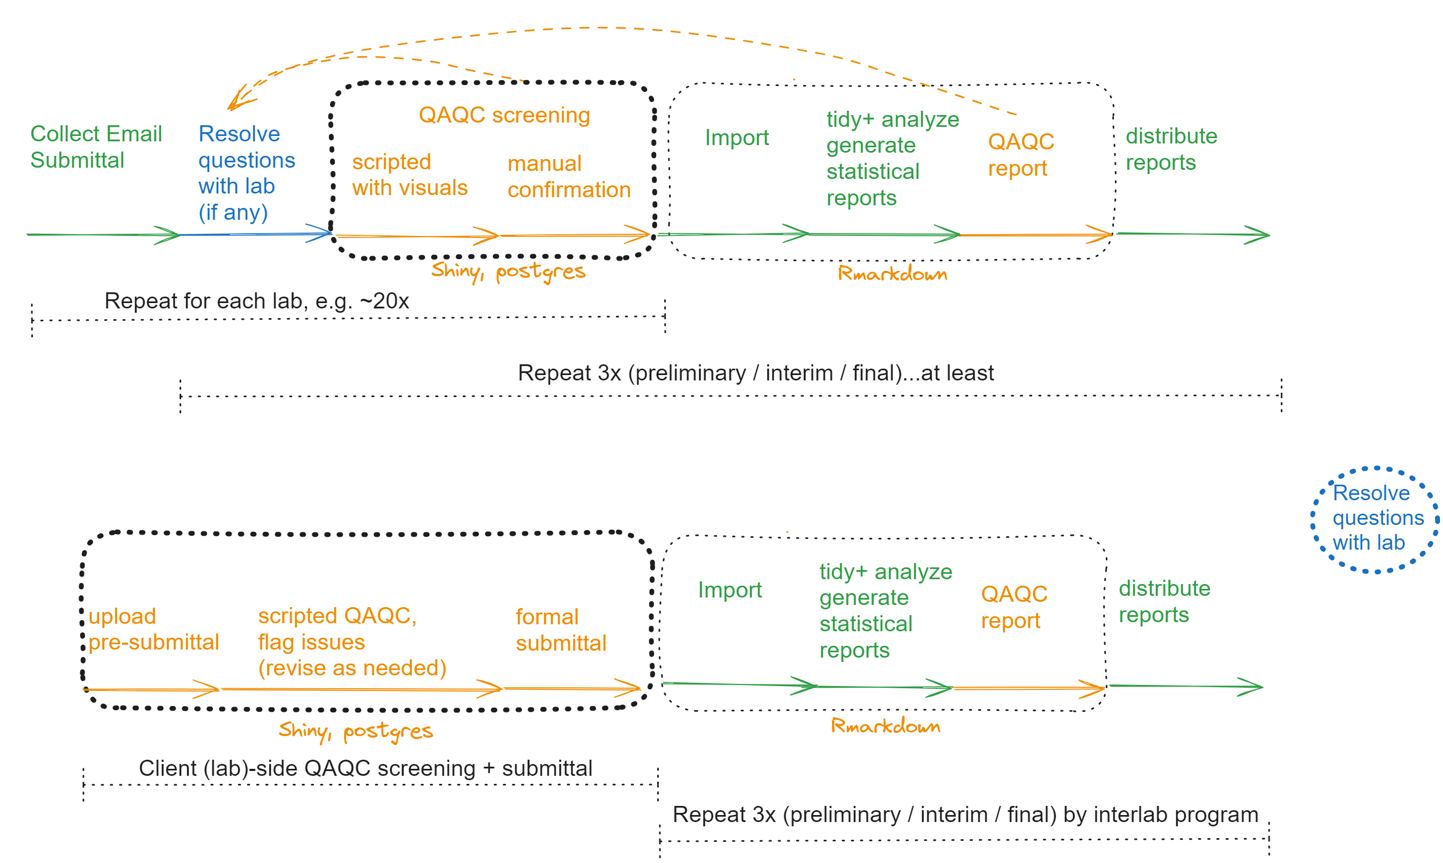 Collect Email
Submittal
Resolve
questions
with lab
(if any)
QAQC screening
scripted
with visuals
manual
confirmation
Shiny, postgres
Import
tidy+ analyze
generate
statistical
reports
QAQC
report
Rmarkdown
distribute
reports
Repeat for each lab, e.g. ~20x
Repeat 3x (preliminary / interim / final)...at least
Resolve
questions
with lab
upload
pre-submittal
scripted QAQC,
flag issues
(revise as needed)
formal
submittal
Shiny, postgres
Import
tidy+ analyze
generate
statistical
reports
QAQC
report
Rmarkdown
distribute
reports
Client (lab)-side QAQC screening + submittal
Repeat 3x (preliminary / interim / final) by interlab program